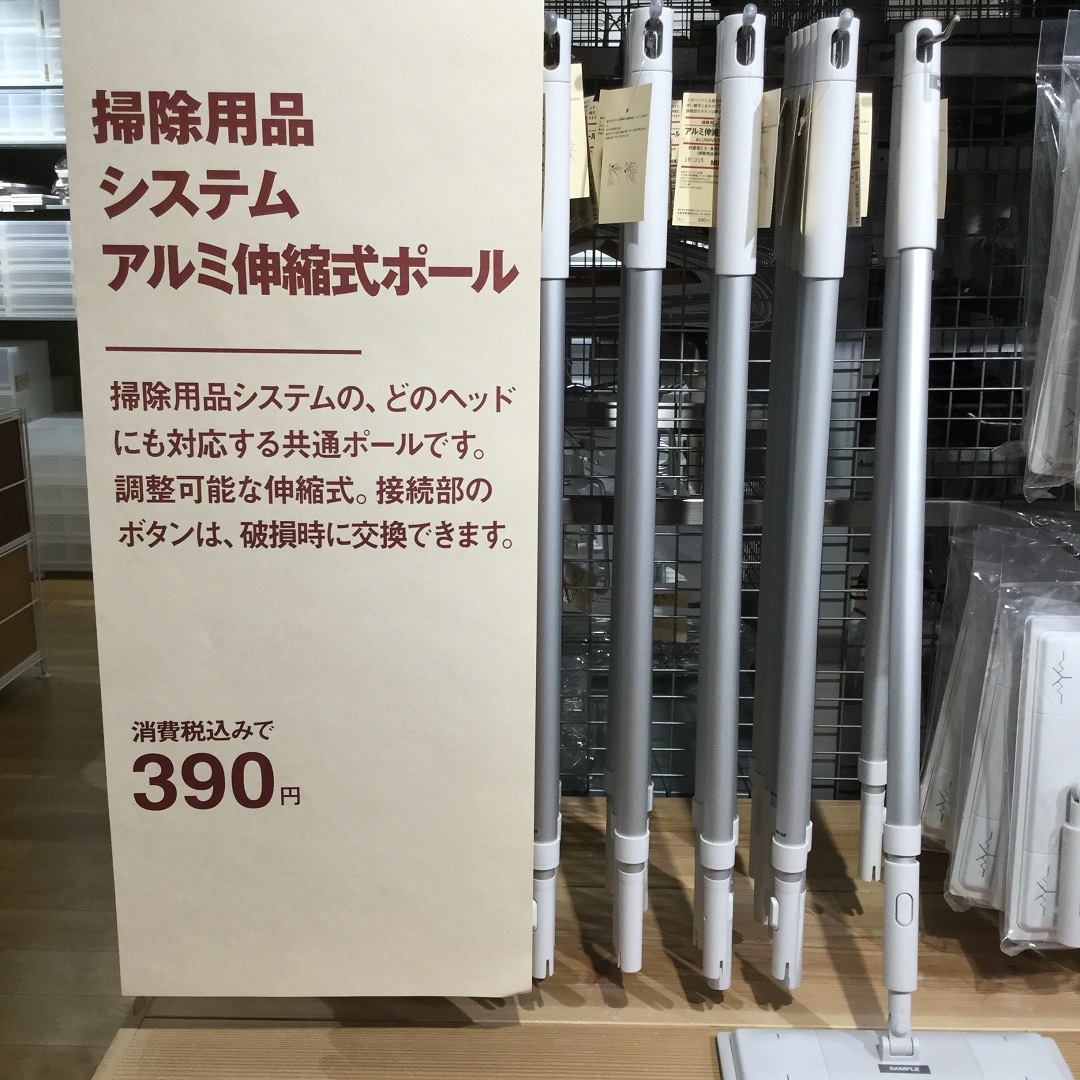 掃除用品
システム
アルミ伸縮式ポール
掃除用品システムの、どのヘッド
にも対応する共通ポールです。
調整可能な伸縮式。接続部の
ボタンは、破損時に交換できます。
消費税込みで
390円
アルミ伸縮
390円
SAMPLE